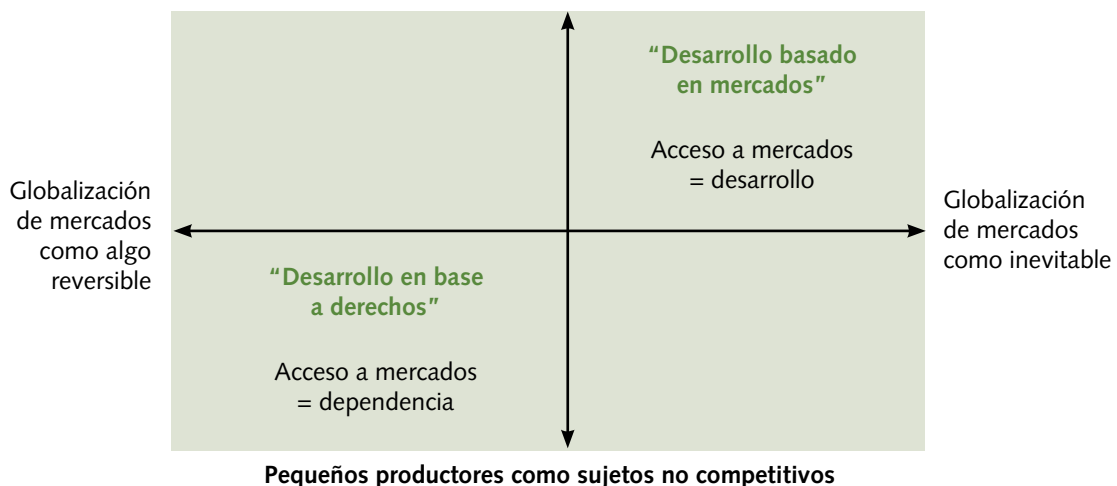 “Desarrollo basado
en mercados”
Acceso a mercados
= desarrollo
Globalización
de mercados
como algo
reversible
Globalización
de mercados
como inevitable
“Desarrollo en base
a derechos”
Acceso a mercados
= dependencia
Pequeños productores como sujetos no competitivos